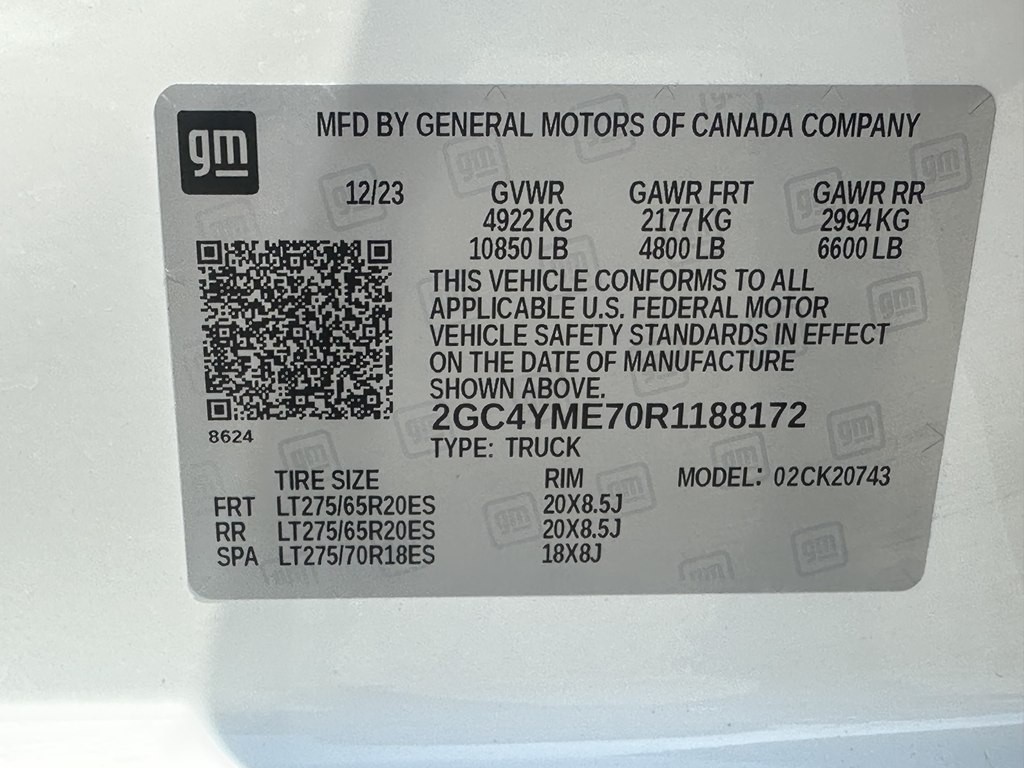 gm
MFD BY GENERAL MOTORS OF CANADA COMPANY
12/23 GVWR GAWR FRT GAWR RR
4922 KG 2177 KG 2994 KG
10850 LB 4800 LB 6600 LB
THIS VEHICLE CONFORMS TO ALL
APPLICABLE U.S. FEDERAL MOTOR
VEHICLE SAFETY STANDARDS IN EFFECT
ON THE DATE OF MANUFACTURE
SHOWN ABOVE.
2GC4YME70R1188172
8624
TYPE: TRUCK
TIRE SIZE RIM MODEL: 02CK20743
FRT LT275/65R20ES 20X8.5J
RR LT275/65R20ES 20X8.5J
SPA LT275/70R18ES 18X8J